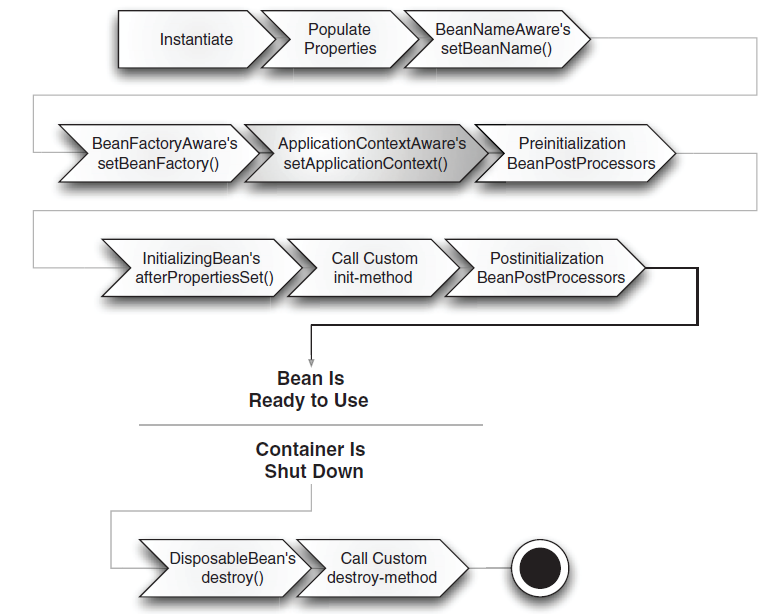 Instantiate
Populate
Properties
BeanNameAware's
setBeanName()
BeanFactoryAware's
setBeanFactory()
ApplicationContextAware's
setApplicationContext()
Preinitialization
BeanPostProcessors
InitializingBean's
afterPropertiesSet()
Call Custom
init-method
Postinitialization
BeanPostProcessors
Bean Is
Ready to Use
Container Is
Shut Down
DisposableBean's
destroy()
Call Custom
destroy-method